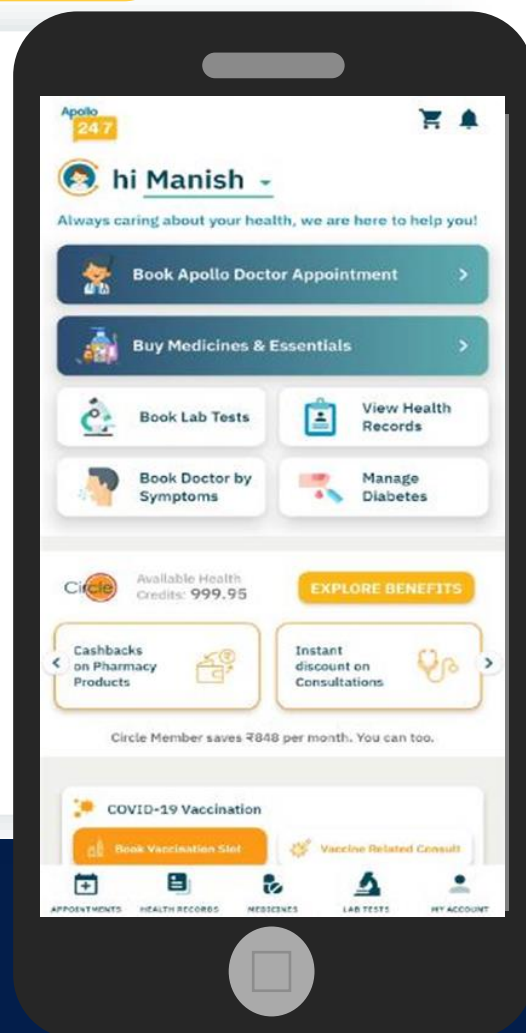 Apollo
24|7
hi Manish
Always caring about your health, we are here to help you!
Book Apollo Doctor Appointment
Buy Medicines & Essentials
Book Lab Tests
View Health
Records
Book Doctor by
Symptoms
Manage
Diabetes
Circle
Available Health
Credits: 999.95
EXPLORE BENEFITS
Cashbacks
on Pharmacy
Products
Instant
discount on
Consultations
Circle Member saves ₹848 per month. You can too.
COVID-19 Vaccination
Book Vaccination Slot
Vaccine Related Consult
APPOINTMENTS
HEALTH RECORDS
MEDICINES
LAB TESTS
MY ACCOUNT